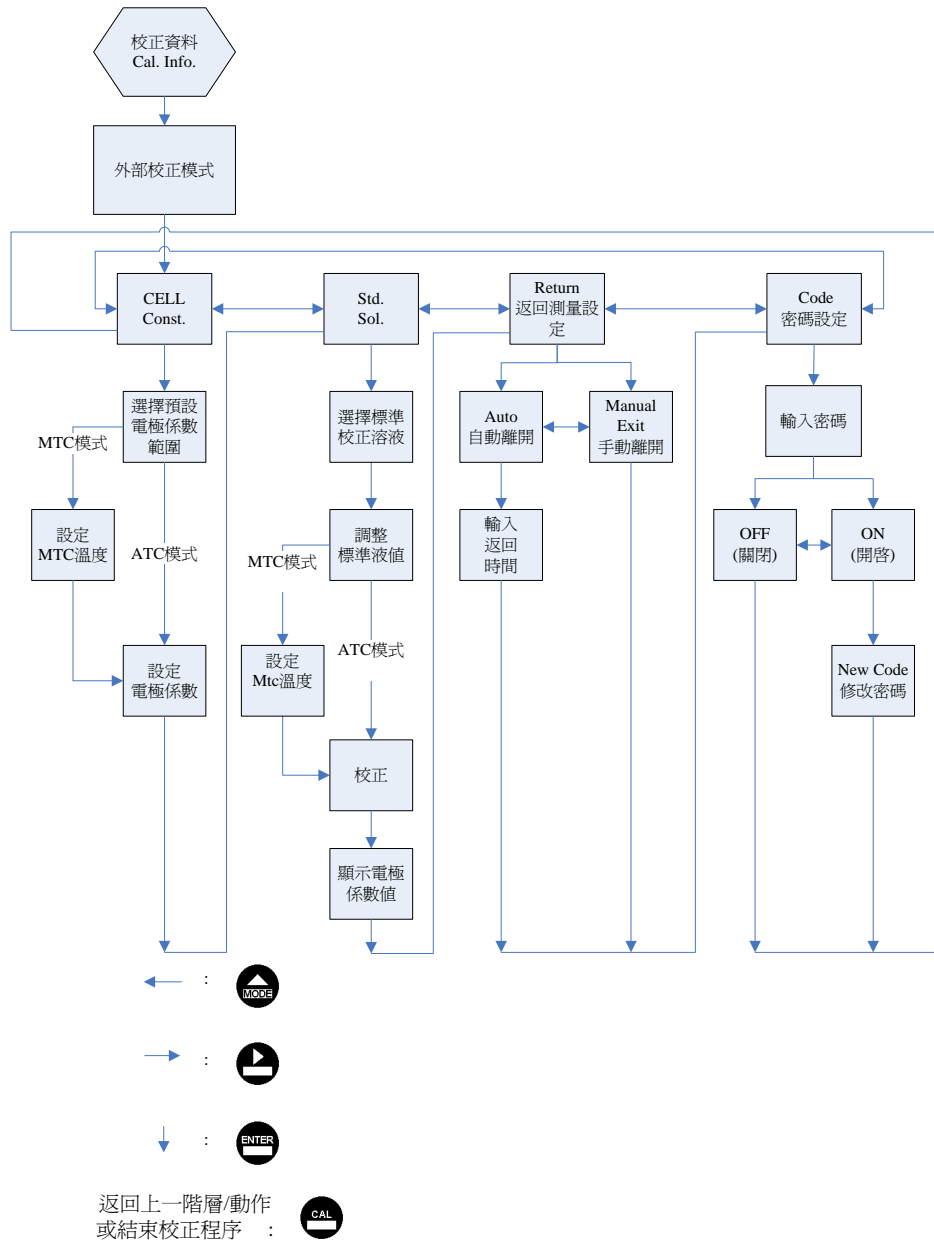 校正資料
Cal. Info.
外部校正模式
CELL
Const.
Std.
Sol.
Return
返回測量設
定
Code
密碼設定
選擇預設
電極係數
範圍
MTC模式
設定
MTC溫度
ATC模式
設定
電極係數
選擇標準
校正溶液
調整
標準液值
MTC模式
設定
Mtc溫度
ATC模式
校正
顯示電極
係數值
Auto
自動離開
Manual
Exit
手動離開
輸入
返回
時間
輸入密碼
OFF
(關閉)
ON
(開啓)
New Code
修改密碼
:
MODE
:
:
ENTER
返回上一階層/動作
或結束校正程序 :
CAL